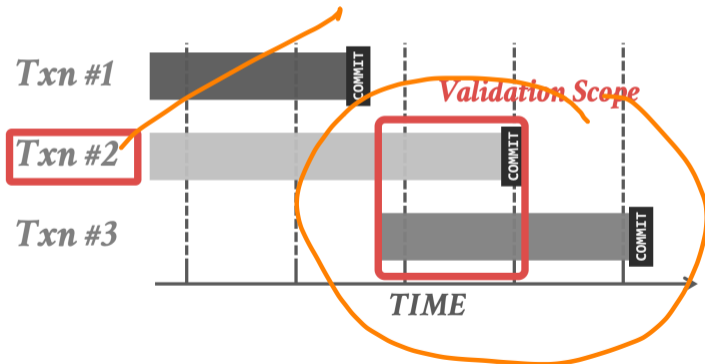 Txn #1
COMMIT
Validation Scope
Txn #2
COMMIT
Txn #3
COMMIT
TIME